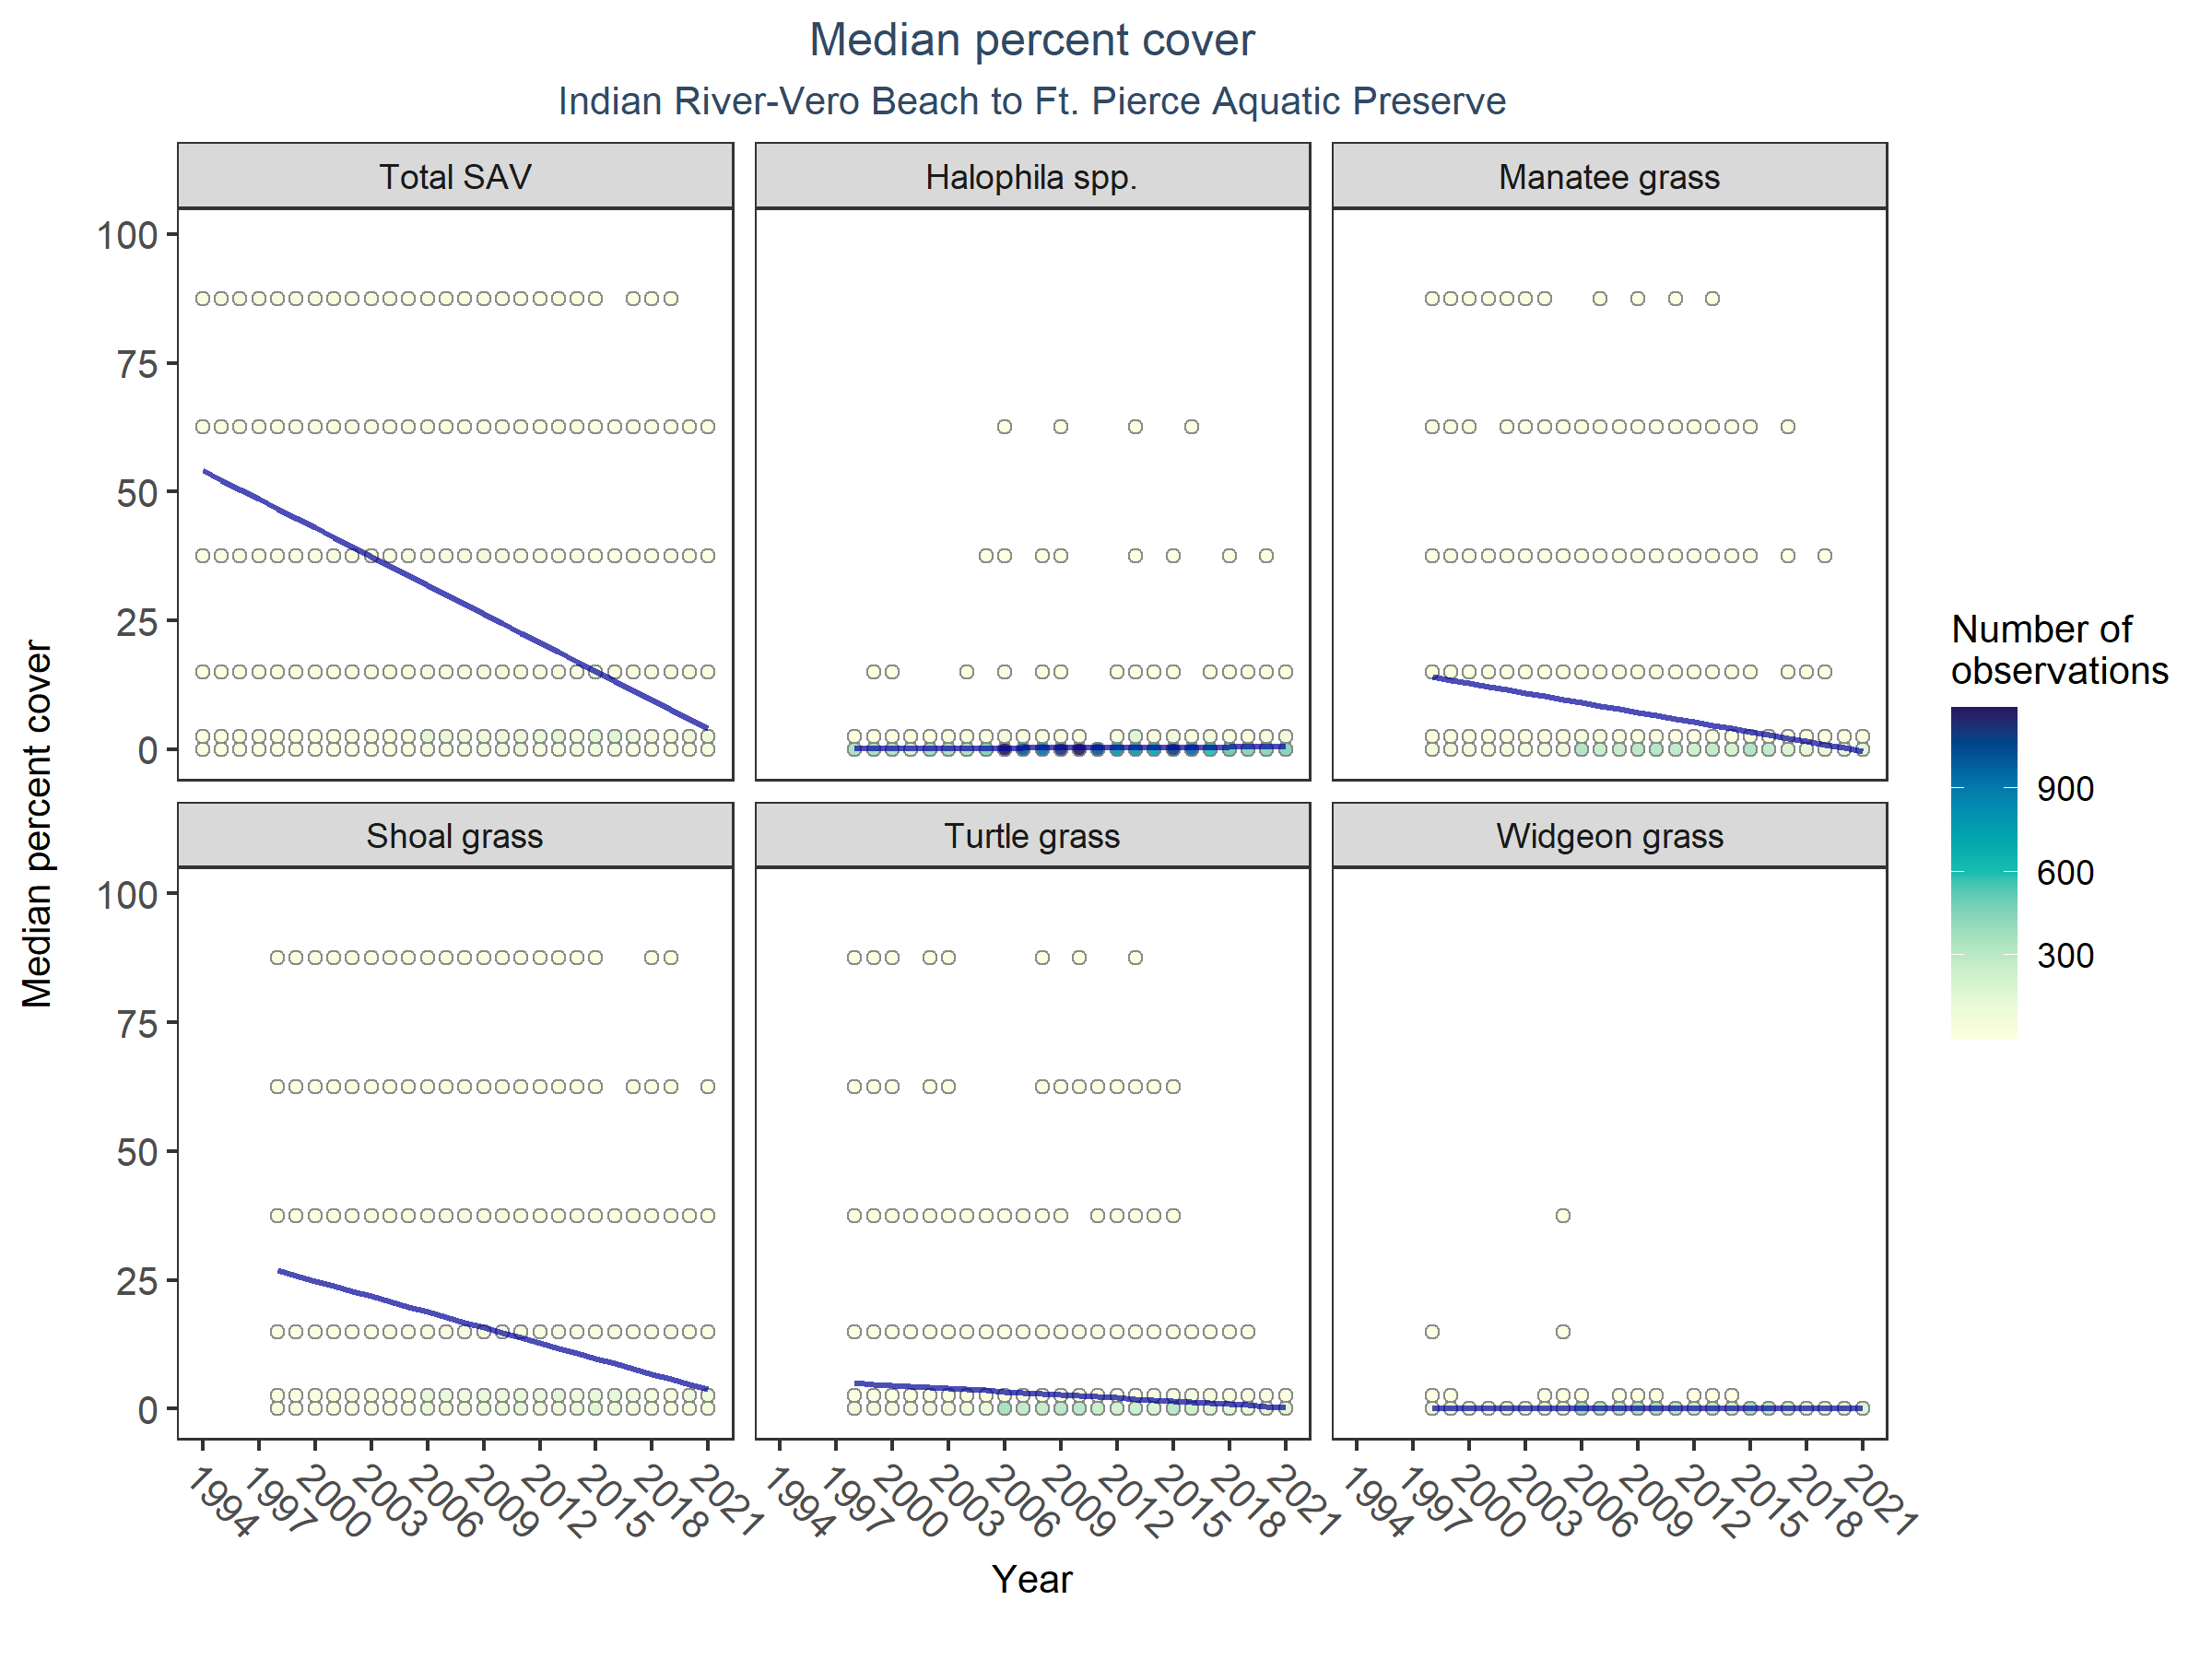 Median percent cover
Indian River-Vero Beach to Ft. Pierce Aquatic Preserve
Total SAV
Halophila spp.
Manatee grass
100
75
50
25
0
Shoal grass
Turtle grass
Widgeon grass
100
75
50
25
0
Median percent cover
1994 1997 2000 2003 2006 2009 2012 2015 2018 2021
1994 1997 2000 2003 2006 2009 2012 2015 2018 2021
1994 1997 2000 2003 2006 2009 2012 2015 2018 2021
Year
Number of
observations
900
600
300